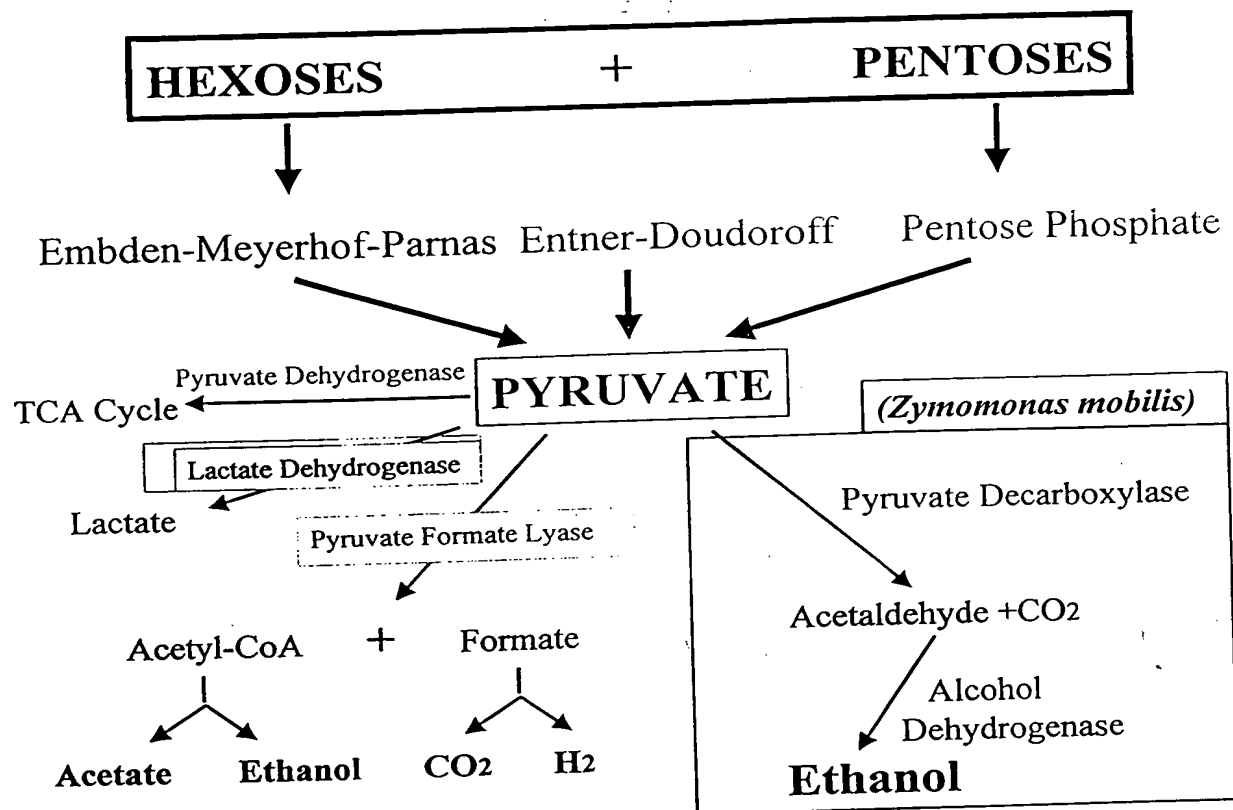 HEXOSES + PENTOSES
Embden-Meyerhof-Parnas Entner-Doudoroff Pentose Phosphate
Pyruvate Dehydrogenase
PYRUVATE
TCA Cycle
(Zymomonas mobilis)
Lactate Dehydrogenase
Lactate
Pyruvate Formate Lyase
Pyruvate Decarboxylase
Acetyl-CoA + Formate
Acetaldehyde +CO2
Alcohol
Dehydrogenase
Acetate Ethanol CO2 H2
Ethanol